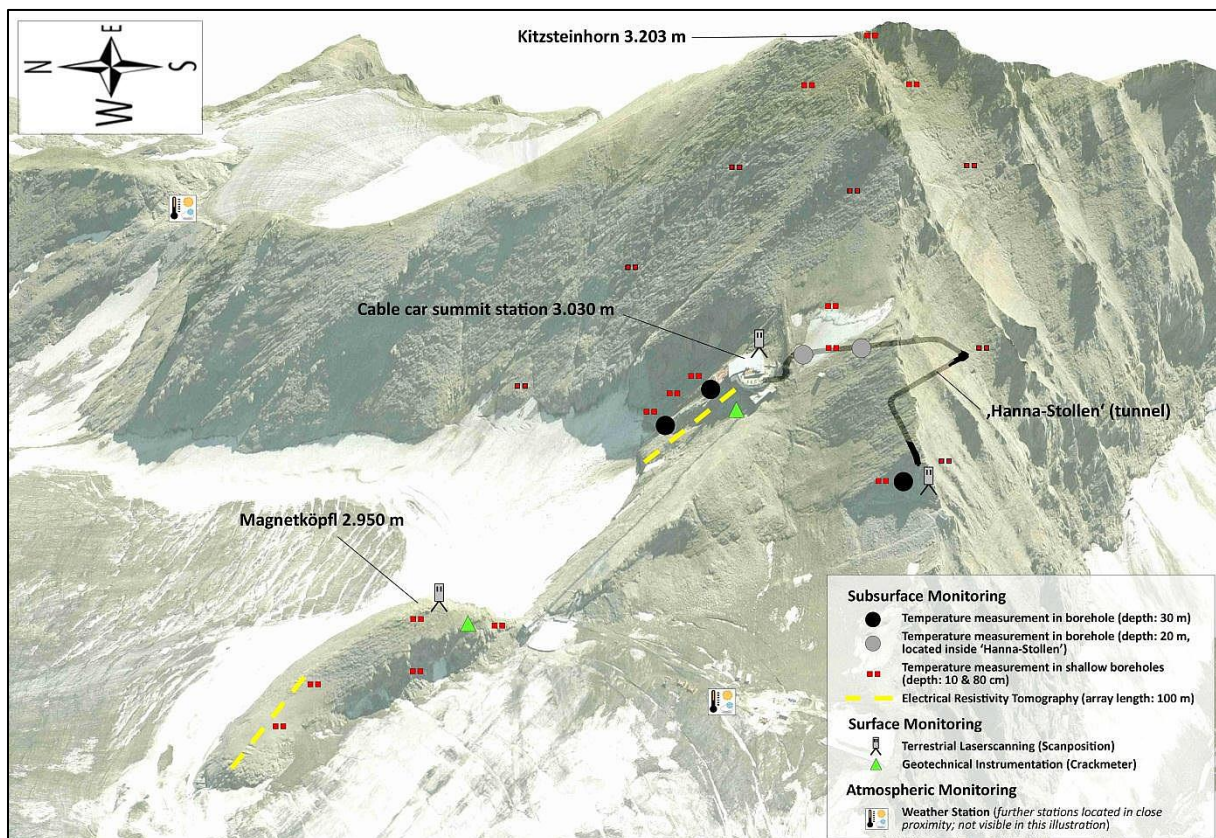 E
N
S
W
Kitzsteinhorn 3.203 m
Cable car summit station 3.030 m
‚Hanna-Stollen‘ (tunnel)
Magnetköpfl 2.950 m
Subsurface Monitoring
Temperature measurement in borehole (depth: 30 m)
Temperature measurement in borehole (depth: 20 m,
located inside ‘Hanna-Stollen’)
Temperature measurement in shallow boreholes
(depth: 10 & 80 cm)
Electrical Resistivity Tomography (array length: 100 m)
Surface Monitoring
Terrestrial Laserscanning (Scanposition)
Geotechnical Instrumentation (Crackmeter)
Atmospheric Monitoring
Weather Station (further stations located in close
proximity; not visible in this illustration)